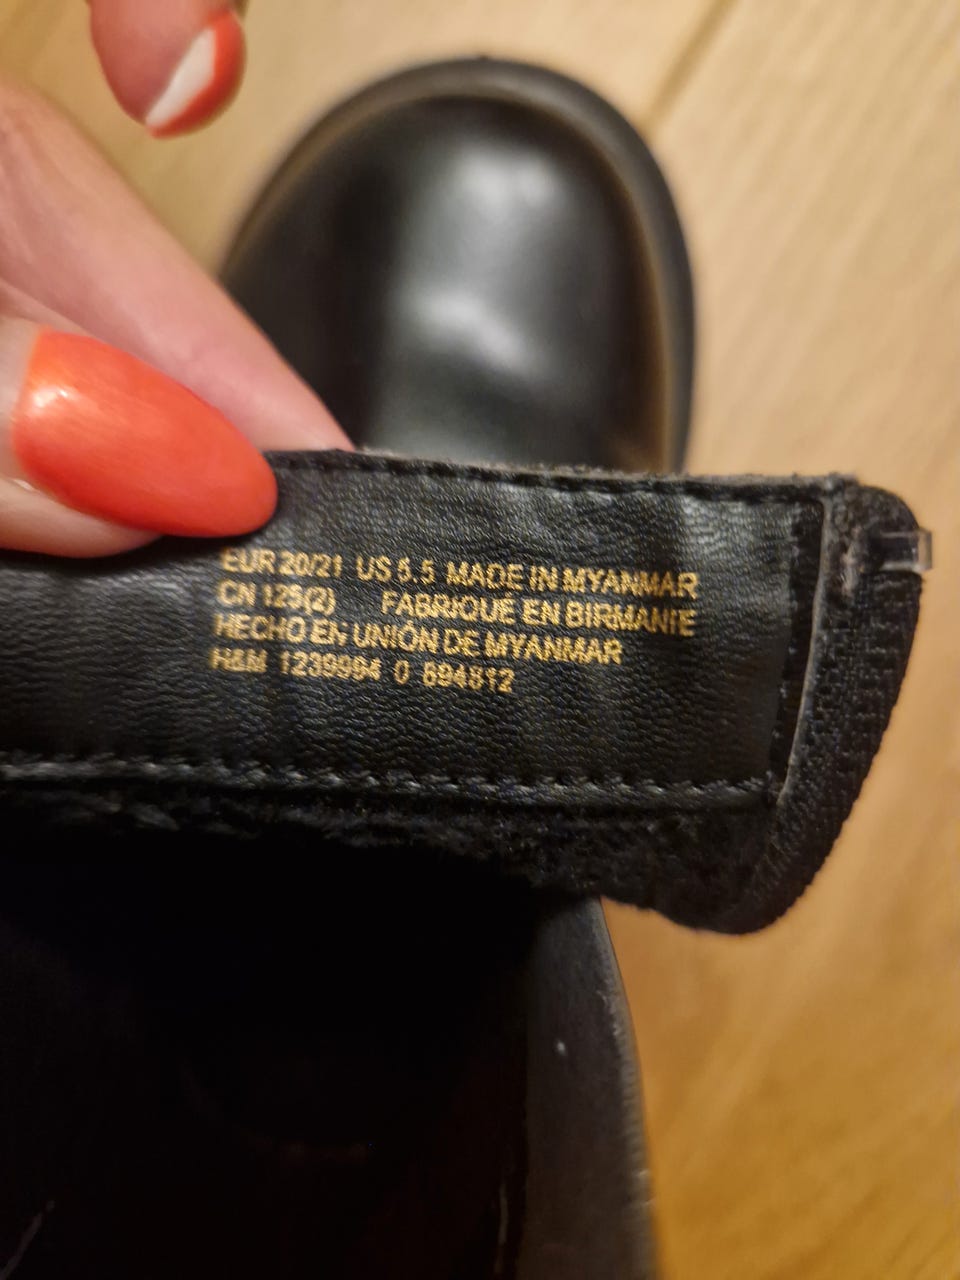 EUR 20/21 US 5.5 MADE IN MYANMAR
CN 125(2) FABRIQUÉ EN BIRMANIE
HECHO EN UNIÓN DE MYANMAR
H&M 1239994 0 894812